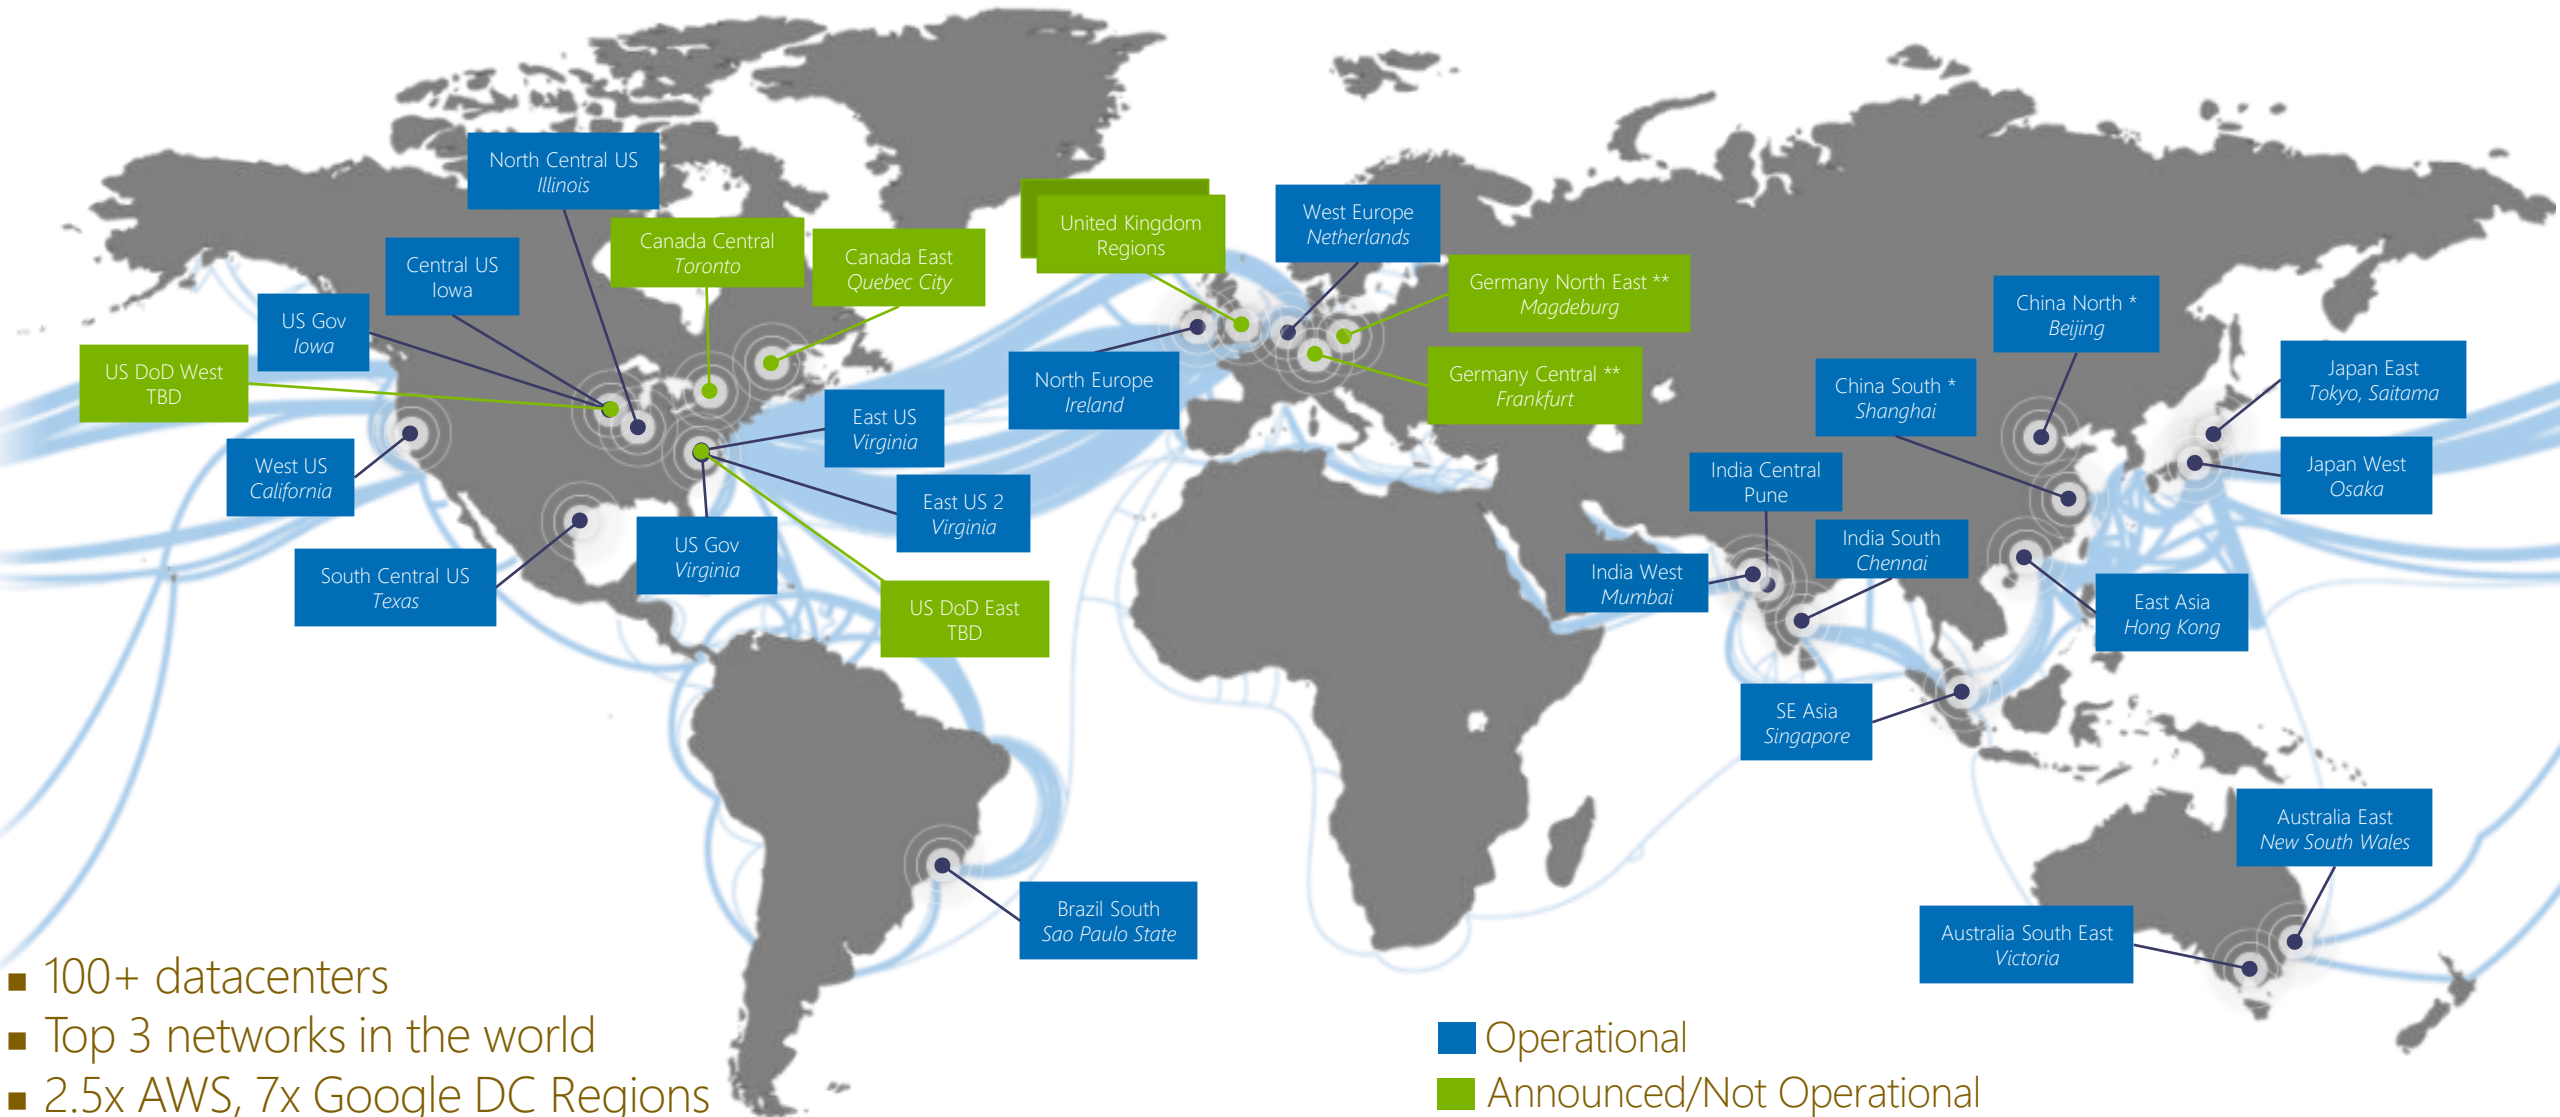 North Central US
Illinois
Canada Central
Toronto
Canada East
Quebec City
Central US
Iowa
US Gov
Iowa
US DoD West
TBD
West US
California
South Central US
Texas
East US
Virginia
East US 2
Virginia
US Gov
Virginia
US DoD East
TBD
United Kingdom
Regions
West Europe
Netherlands
Germany North East **
Magdeburg
North Europe
Ireland
Germany Central **
Frankfurt
China North *
Beijing
China South *
Shanghai
Japan East
Tokyo, Saitama
Japan West
Osaka
India Central
Pune
India South
Chennai
India West
Mumbai
East Asia
Hong Kong
SE Asia
Singapore
Australia East
New South Wales
Australia South East
Victoria
Brazil South
Sao Paulo State
▪ 100+ datacenters
▪ Top 3 networks in the world
▪ 2.5x AWS, 7x Google DC Regions
Operational
Announced/Not Operational